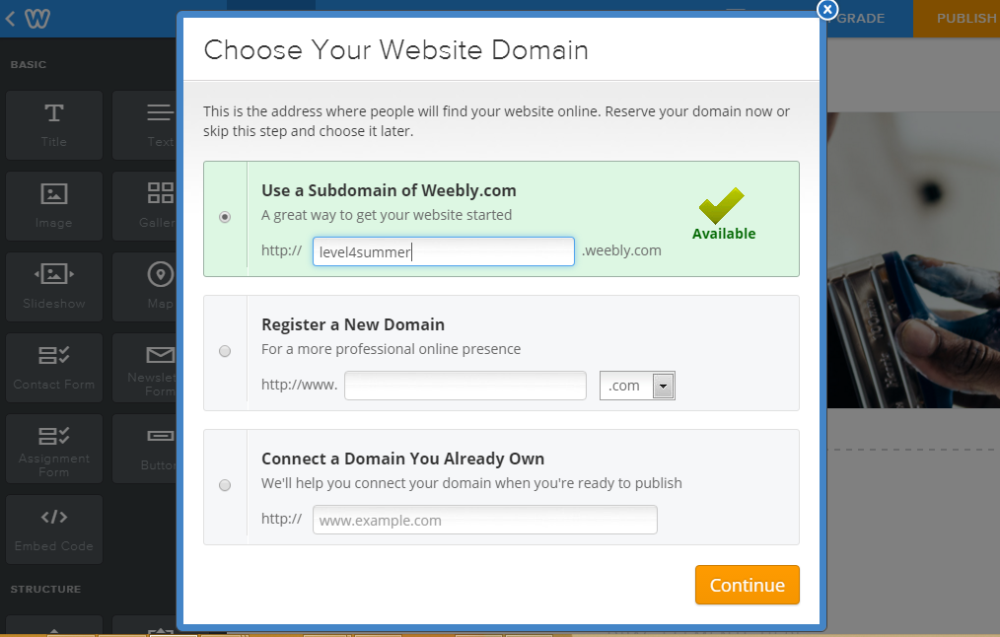 GRADE
PUBLISH
Choose Your Website Domain
BASIC
This is the address where people will find your website online. Reserve your domain now or
skip this step and choose it later.
Title
Text
Use a Subdomain of Weebly.com
A great way to get your website started
http://
level4summer
.weebly.com
Available
Image
Galler
Slideshow
Map
Register a New Domain
For a more professional online presence
http://www.
.com
Contact Form
Newslet
Form
Assignment
Form
Button
Connect a Domain You Already Own
We'll help you connect your domain when you're ready to publish
http://
www.example.com
Embed Code
STRUCTURE
Continue